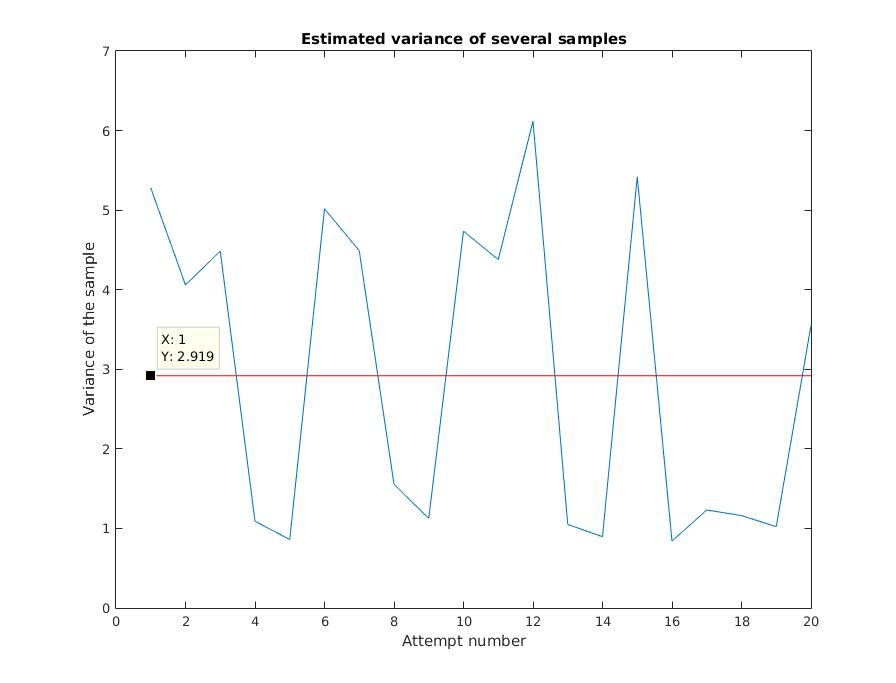 Estimated variance of several samples
7
6
5
4
3
2
1
0
Variance of the sample
X: 1
Y: 2.919
0 2 4 6 8 10 12 14 16 18 20
Attempt number